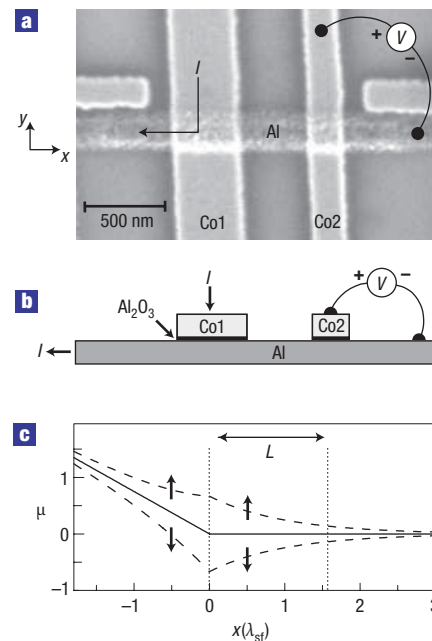 a
+ V −
I
Al
y
x
500 nm
Co1
Co2
b
I
+ V −
Al₂O₃
Co1
Co2
I
Al
c
L
1
μ
0
−1
−1
0
1
2
3
x(λsf)